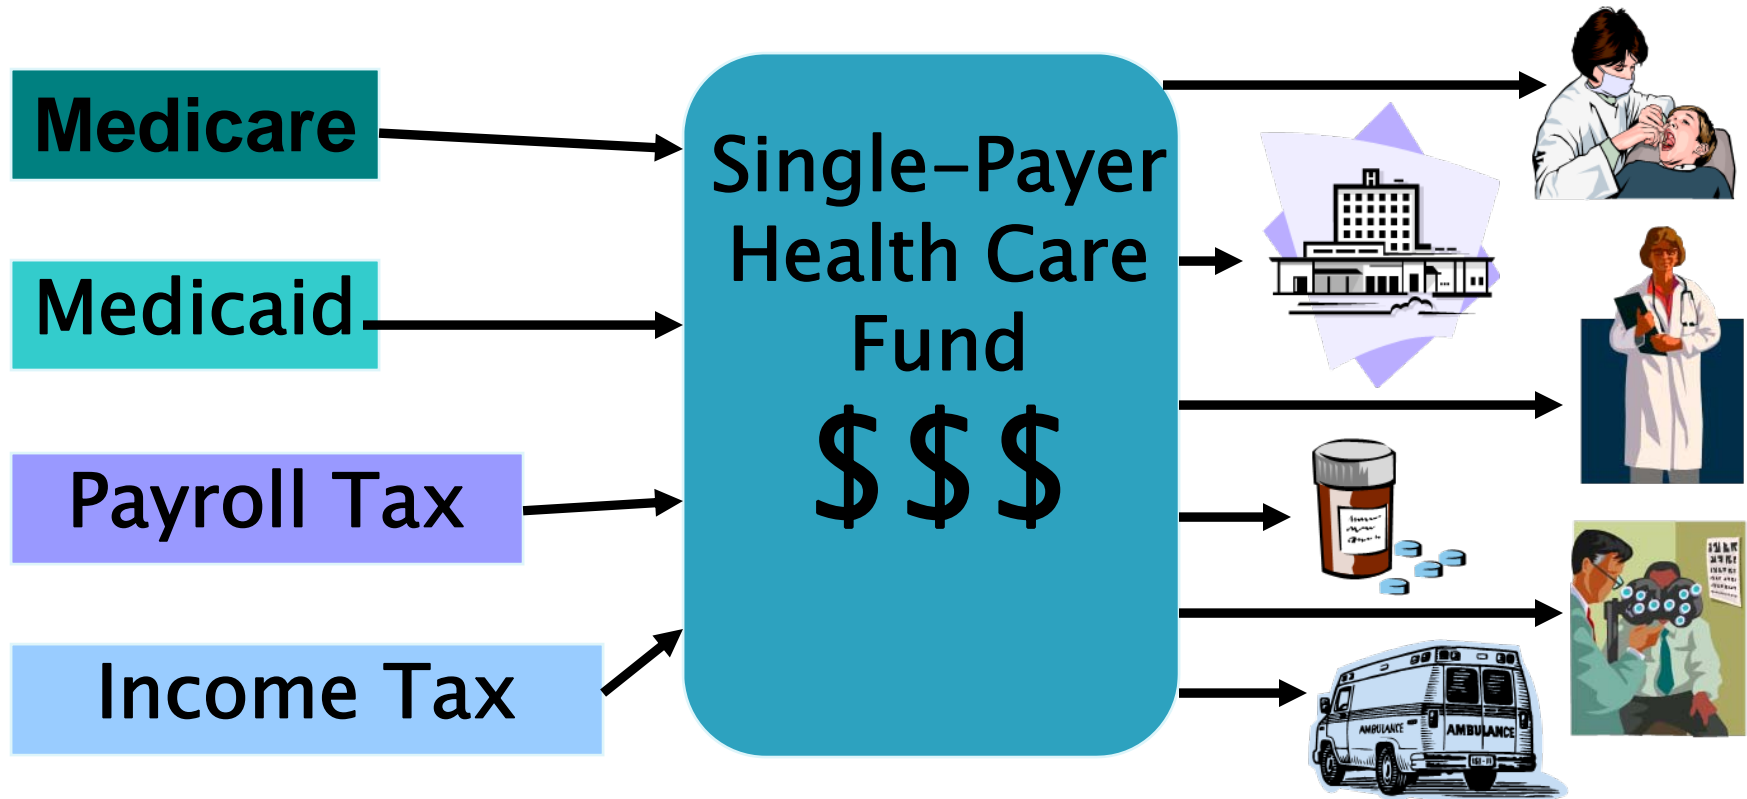 Medicare
Medicaid
Payroll Tax
Income Tax
Single-Payer
Health Care
Fund
$$$
H
AMBULANCE
AMBULANCE